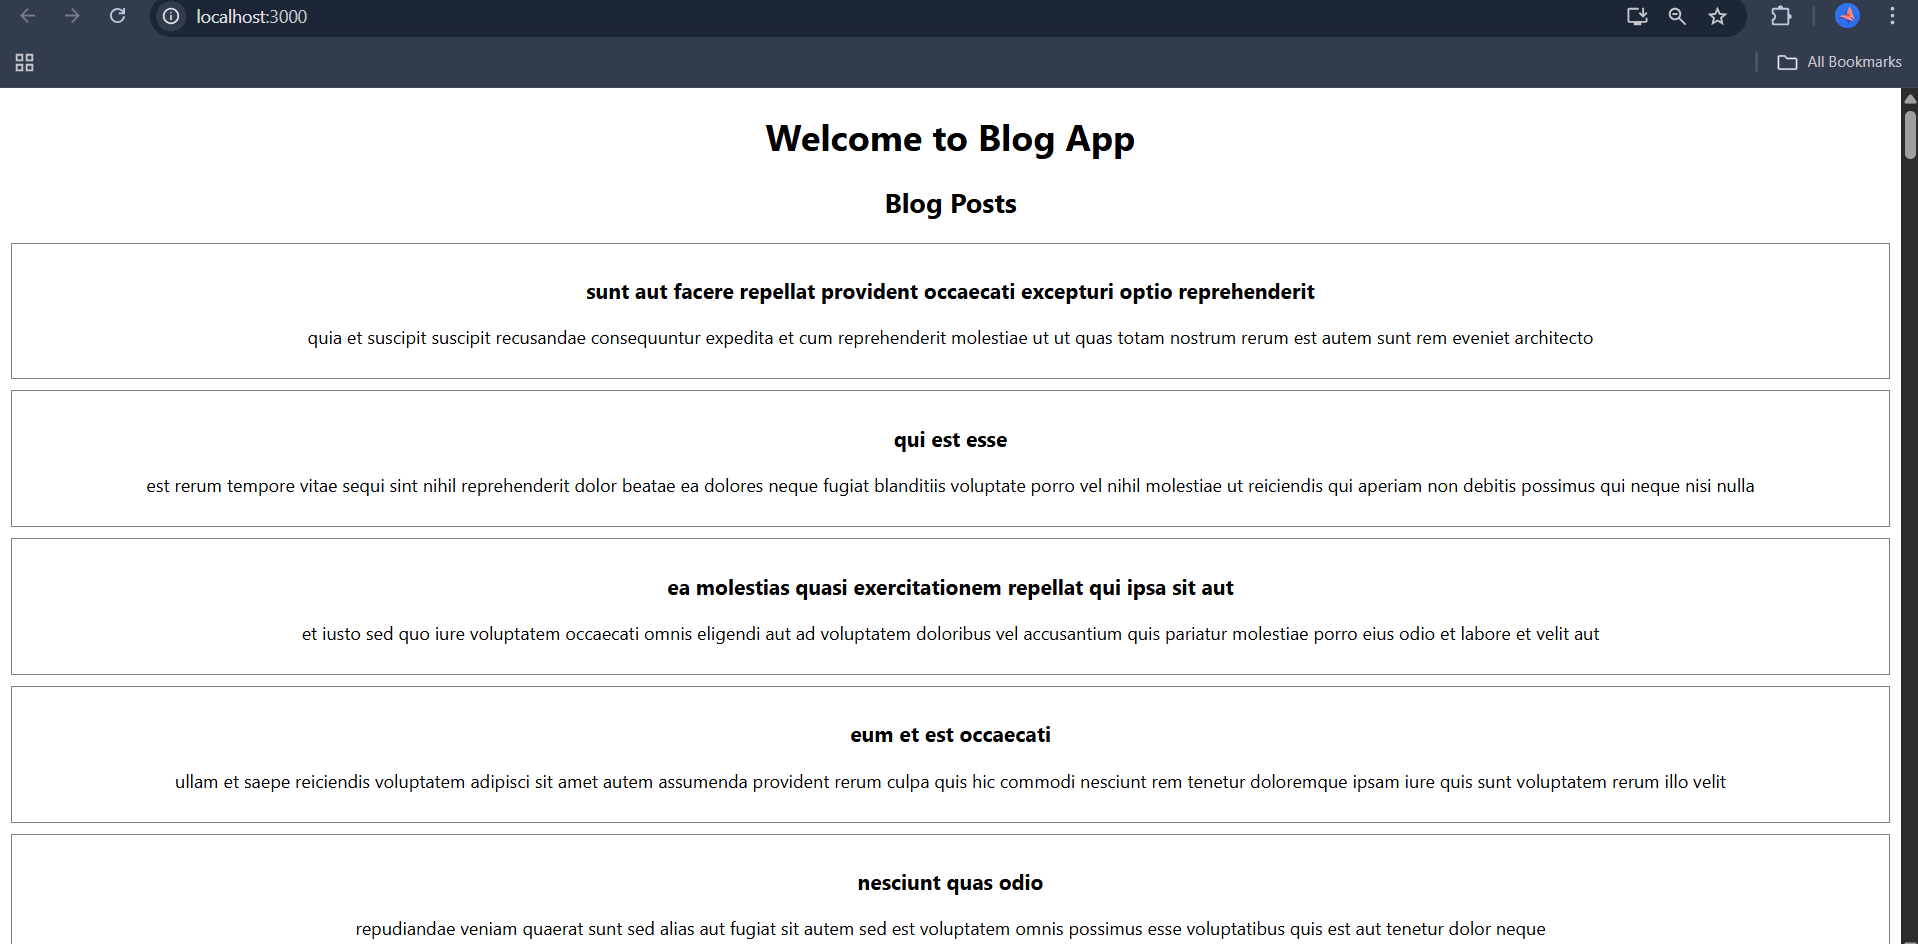 localhost:3000
All Bookmarks
Welcome to Blog App
Blog Posts
sunt aut facere repellat provident occaecati excepturi optio reprehenderit
quia et suscipit suscipit recusandae consequuntur expedita et cum reprehenderit molestiae ut ut quas totam nostrum rerum est autem sunt rem eveniet architecto
qui est esse
est rerum tempore vitae sequi sint nihil reprehenderit dolor beatae ea dolores neque fugiat blanditiis voluptate porro vel nihil molestiae ut reiciendis qui aperiam non debitis possimus qui neque nisi nulla
ea molestias quasi exercitationem repellat qui ipsa sit aut
et iusto sed quo iure voluptatem occaecati omnis eligendi aut ad voluptatem doloribus vel accusantium quis pariatur molestiae porro eius odio et labore et velit aut
eum et est occaecati
ullam et saepe reiciendis voluptatem adipisci sit amet autem assumenda provident rerum culpa quis hic commodi nesciunt rem tenetur doloremque ipsam iure quis sunt voluptatem rerum illo velit
nesciunt quas odio
repudiandae veniam quaerat sunt sed alias aut fugiat sit autem sed est voluptatem omnis possimus esse voluptatibus quis est aut tenetur dolor neque